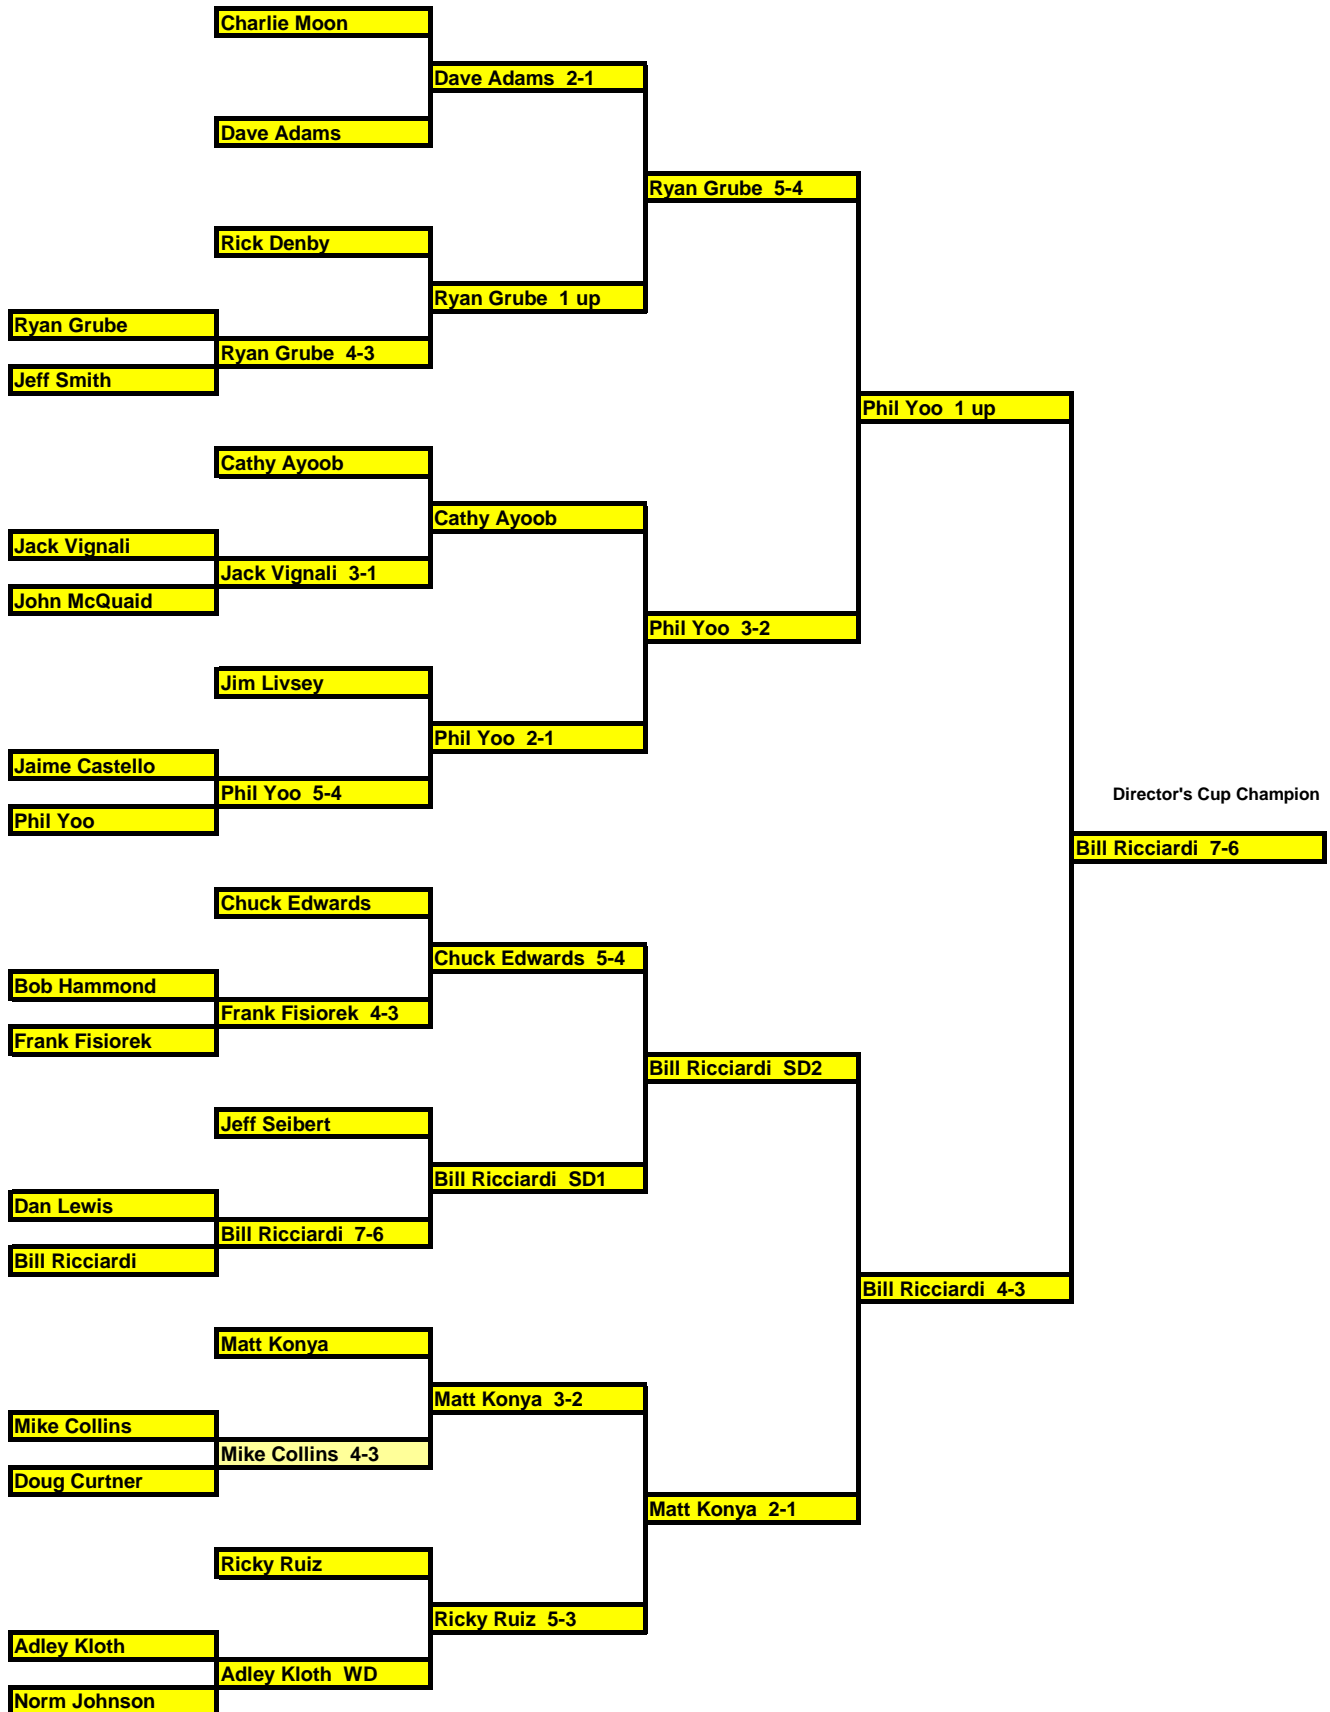 Charlie Moon
Dave Adams 2-1
Dave Adams
Ryan Grube 5-4
Rick Denby
Ryan Grube 1 up
Ryan Grube
Ryan Grube 4-3
Jeff Smith
Phil Yoo 1 up
Cathy Ayoob
Cathy Ayoob
Jack Vignali
Jack Vignali 3-1
John McQuaid
Phil Yoo 3-2
Jim Livsey
Phil Yoo 2-1
Jaime Castello
Phil Yoo 5-4
Director's Cup Champion
Phil Yoo
Bill Ricciardi 7-6
Chuck Edwards
Chuck Edwards 5-4
Bob Hammond
Frank Fisiorek 4-3
Frank Fisiorek
Bill Ricciardi SD2
Jeff Seibert
Bill Ricciardi SD1
Dan Lewis
Bill Ricciardi 7-6
Bill Ricciardi
Bill Ricciardi 4-3
Matt Konya
Matt Konya 3-2
Mike Collins
Mike Collins 4-3
Doug Curtner
Matt Konya 2-1
Ricky Ruiz
Ricky Ruiz 5-3
Adley Kloth
Adley Kloth WD
Norm Johnson